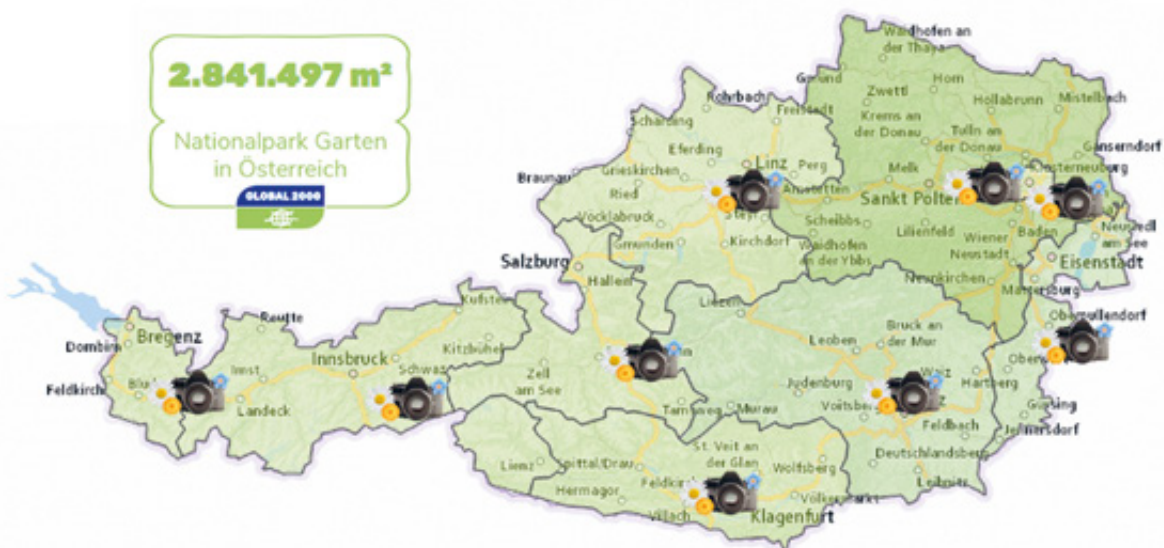 2.841.497 m²
Nationalpark Garten
in Österreich
GLOBAL 2000
Waidhofen an
der Thaya
Gmünd
Horn
Zwettl
Hollabrunn
Mistelbach
Rohrbach
Freistadt
Krems an
der Donau
Schärding
Tulln an
der Donau
Gänserndorf
Eferding
Linz
Perg
Klosterneuburg
Grieskirchen
Melk
Braunau
Ried
Amstetten
Sankt Pölten
Steyr
Vöcklabruck
Scheibbs
Lilienfeld
Baden
Neusiedl
am See
Gmunden
Kirchdorf
Waidhofen
an der Ybbs
Wiener
Neustadt
Eisenstadt
Salzburg
Hallein
Neunkirchen
Mattersburg
Liezen
Kufstein
Reutte
Oberpullendorf
Bregenz
Dornbirn
Bruck an
der Mur
Innsbruck
Kitzbühel
Leoben
Zell
am See
Imst
Schwaz
Weiz
Hartberg
Feldkirch
Landeck
Judenburg
Tamsweg
Murau
Voitsberg
Güssing
Feldbach
Jennersdorf
St. Veit an
der Glan
Deutschlandsberg
Lienz
Spittal/Drau
Wolfsberg
Leibnitz
Hermagor
Völkermarkt
Villach
Klagenfurt